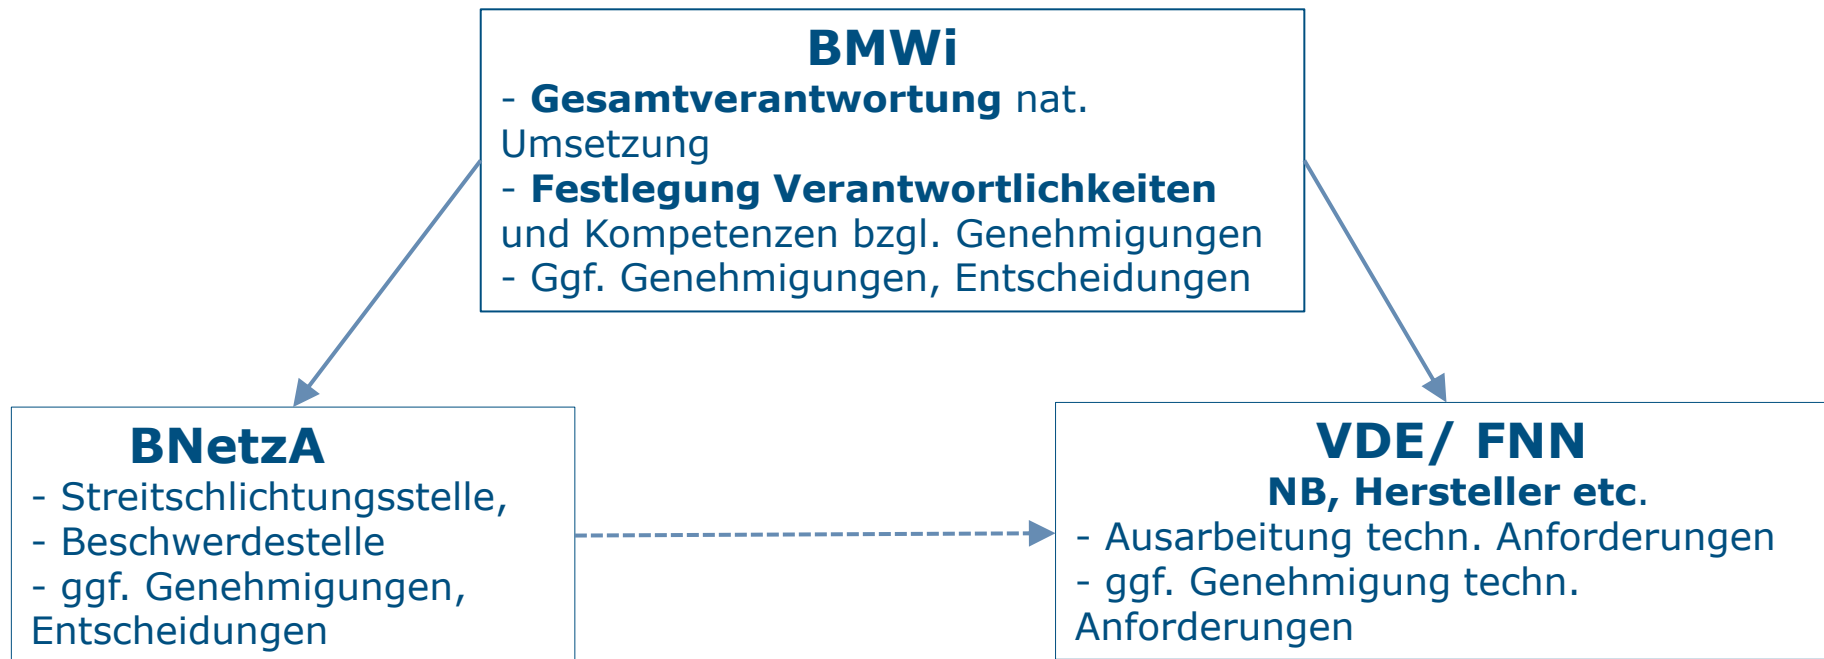 BMWi
- Gesamtverantwortung nat.
Umsetzung
- Festlegung Verantwortlichkeiten
und Kompetenzen bzgl. Genehmigungen
- Ggf. Genehmigungen, Entscheidungen
BNetzA
- Streitschlichtungsstelle,
- Beschwerdestelle
- ggf. Genehmigungen,
Entscheidungen
VDE/ FNN
NB, Hersteller etc.
- Ausarbeitung techn. Anforderungen
- ggf. Genehmigung techn.
Anforderungen